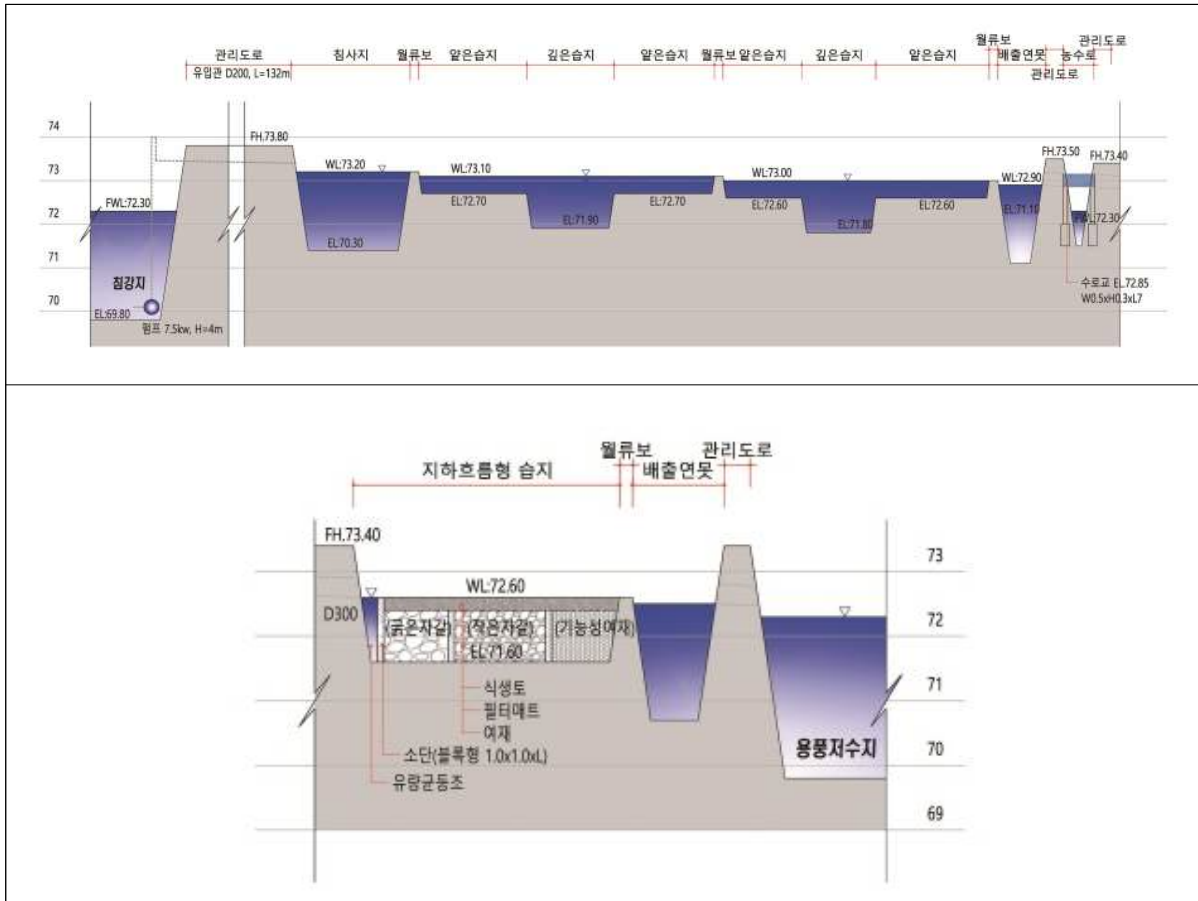 관리도로 침사지 월류보 얕은습지 깊은습지 얕은습지 월류보 얕은습지 깊은습지 얕은습지 월류보 배출연못 관리도로 농수로 관리도로
유입관 D200, L=132m
74
73
72
71
70
FH.73.80
WL:73.20
WL:73.10
WL:73.00
WL:72.90
FH.73.50
FH.73.40
FWL:72.30
EL:72.70
EL:71.90
EL:72.70
EL:72.60
EL:71.80
EL:72.60
EL:71.10
FWL:72.30
EL:70.30
침강지
EL:69.80
펌프 7.5kw, H=4m
수로교 EL.72.85
W0.5xH0.3xL7
월류보 관리도로
지하흐름형 습지 배출연못
FH.73.40
WL:72.60
D300
(굵은자갈) (작은자갈) (기능성여재)
EL:71.60
식생토
필터매트
여재
소단(블록형 1.0x1.0xL)
유량균등조
용풍저수지
73
72
71
70
69